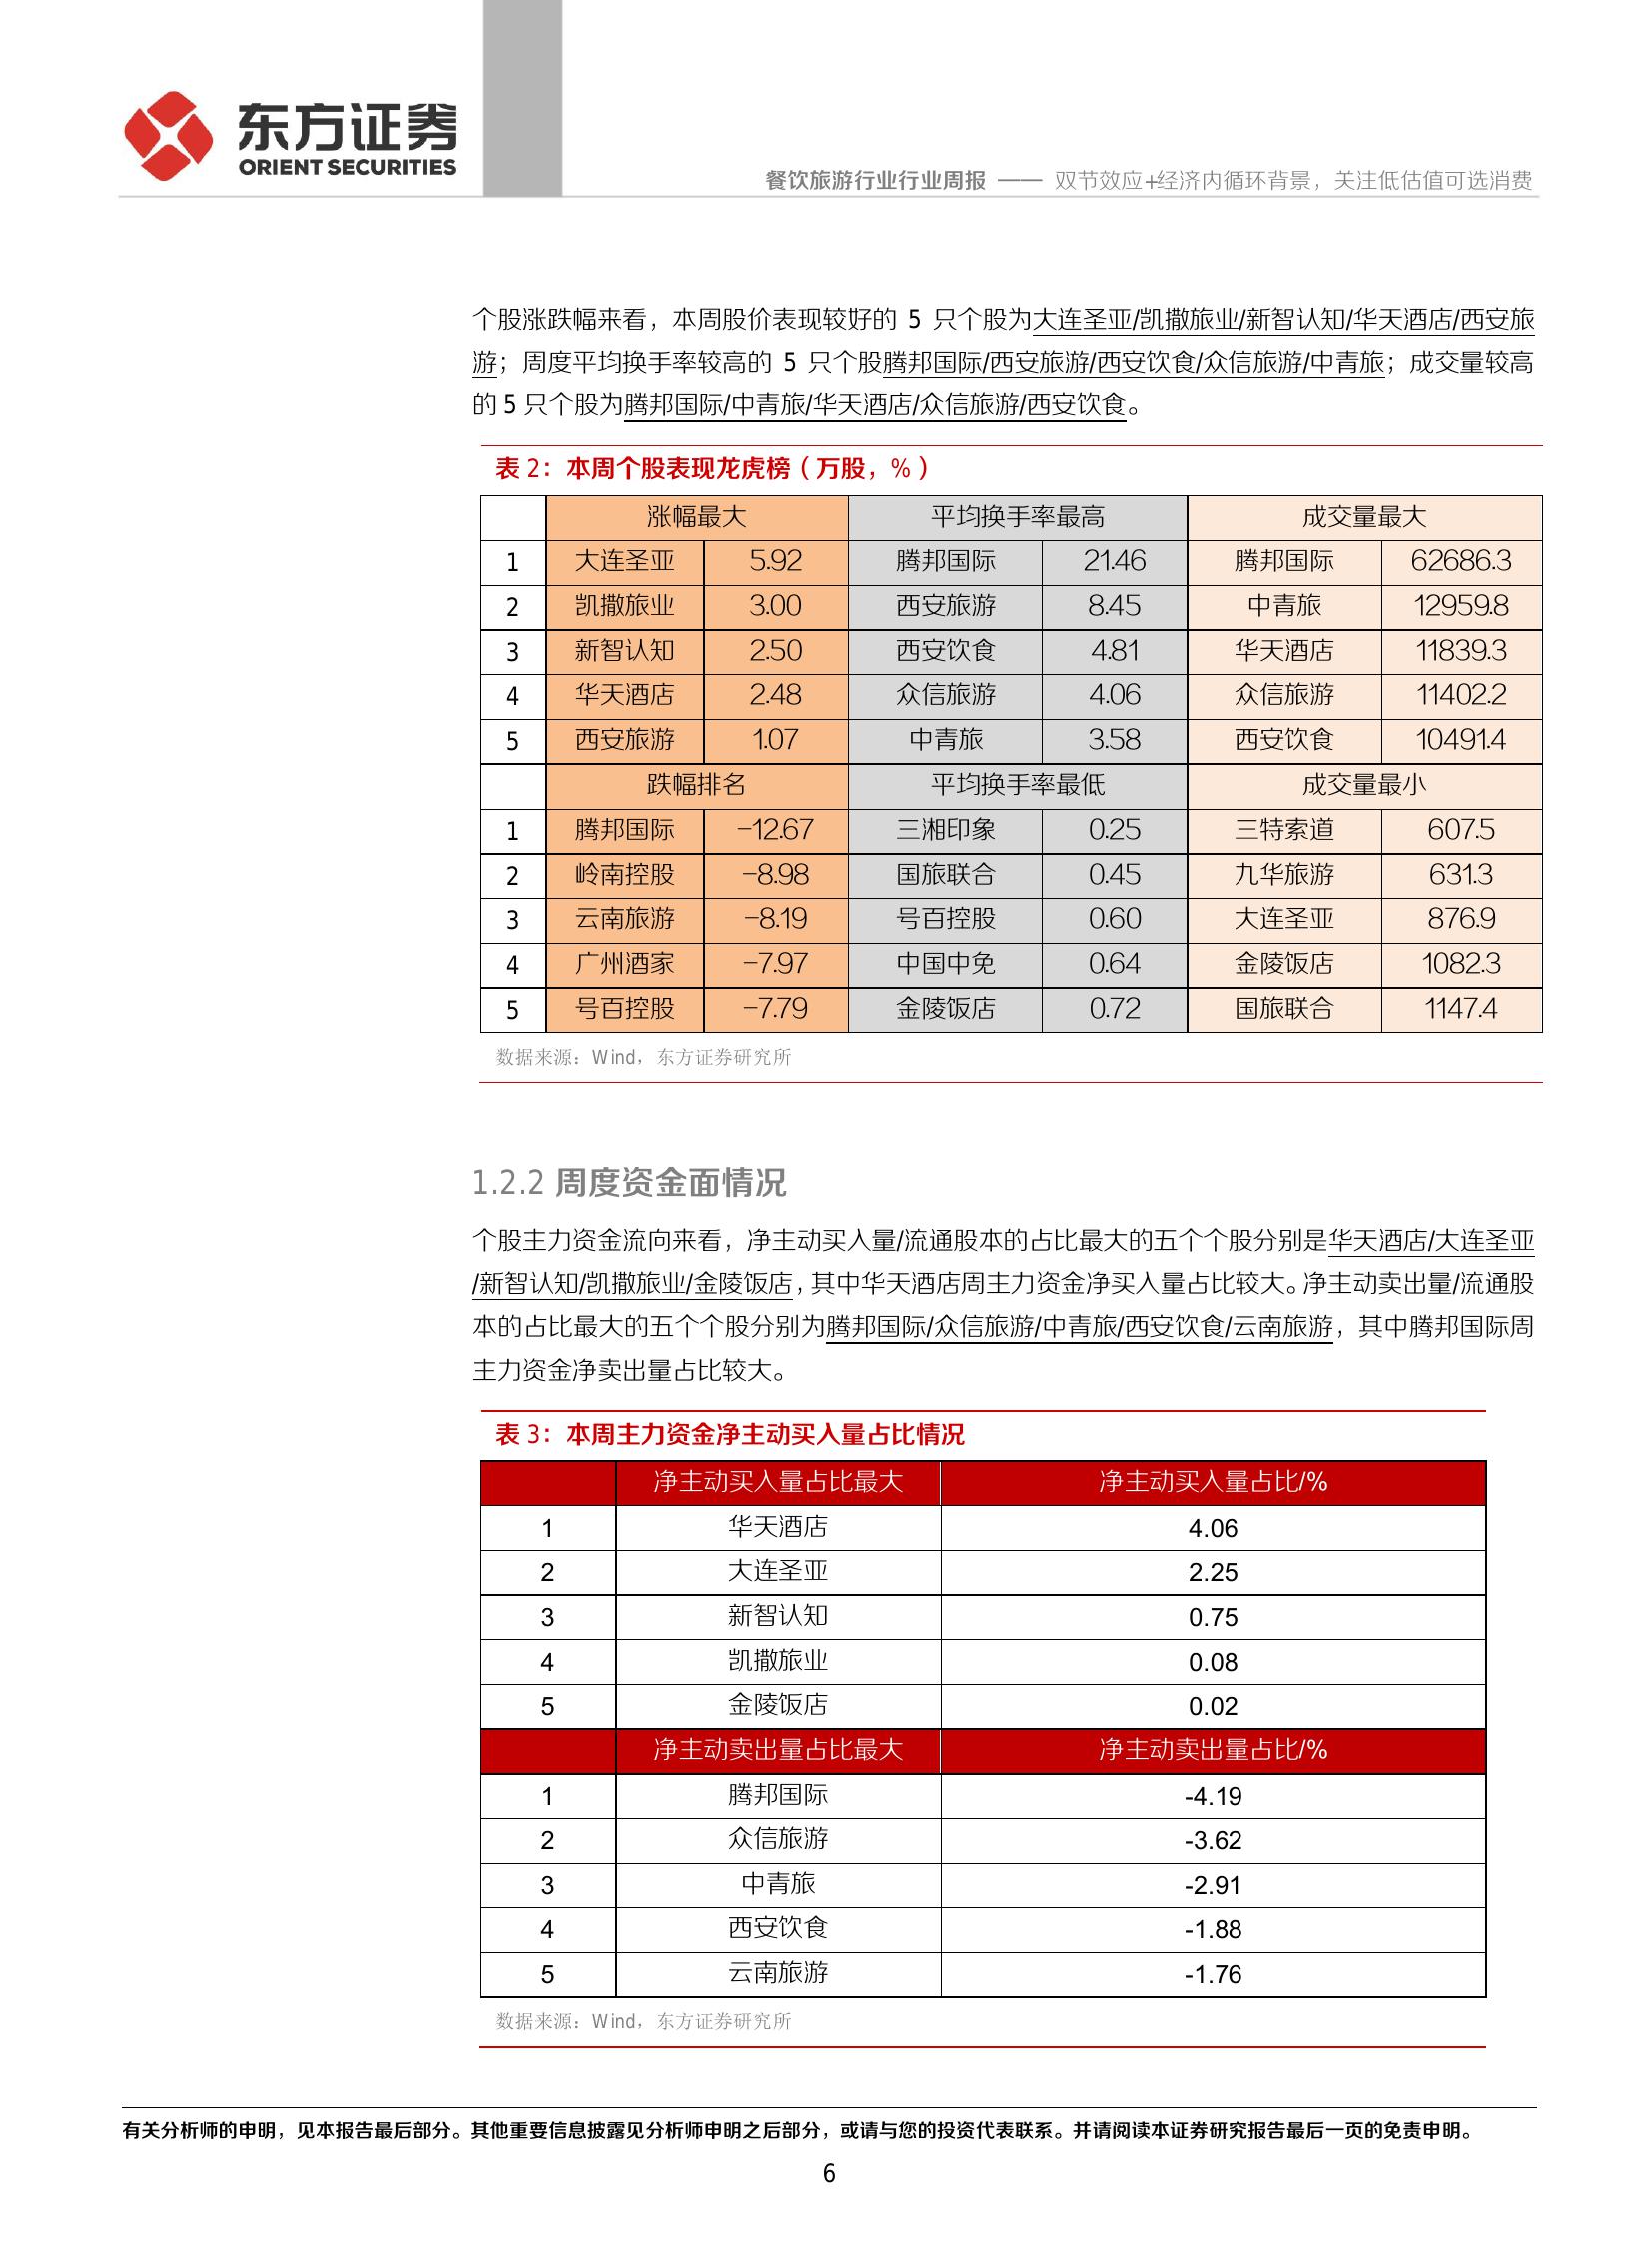 东方证券
ORIENT SECURITIES
餐饮旅游行业行业周报 —— 双节效应+经济内循环背景，关注低估值可选消费
个股涨跌幅来看，本周股价表现较好的 5 只个股为大连圣亚/凯撒旅业/新智认知/华天酒店/西安旅
游；周度平均换手率较高的 5 只个股腾邦国际/西安旅游/西安饮食/众信旅游/中青旅；成交量较高
的 5 只个股为腾邦国际/中青旅/华天酒店/众信旅游/西安饮食。
表 2：本周个股表现龙虎榜（万股，%）
涨幅最大 平均换手率最高 成交量最大
1 大连圣亚 5.92 腾邦国际 21.46 腾邦国际 62686.3
2 凯撒旅业 3.00 西安旅游 8.45 中青旅 12959.8
3 新智认知 2.50 西安饮食 4.81 华天酒店 11839.3
4 华天酒店 2.48 众信旅游 4.06 众信旅游 11402.2
5 西安旅游 1.07 中青旅 3.58 西安饮食 10491.4
跌幅排名 平均换手率最低 成交量最小
1 腾邦国际 -12.67 三湘印象 0.25 三特索道 607.5
2 岭南控股 -8.98 国旅联合 0.45 九华旅游 631.3
3 云南旅游 -8.19 号百控股 0.60 大连圣亚 876.9
4 广州酒家 -7.97 中国中免 0.64 金陵饭店 1082.3
5 号百控股 -7.79 金陵饭店 0.72 国旅联合 1147.4
数据来源：Wind，东方证券研究所
1.2.2 周度资金面情况
个股主力资金流向来看，净主动买入量/流通股本的占比最大的五个个股分别是华天酒店/大连圣亚
/新智认知/凯撒旅业/金陵饭店，其中华天酒店周主力资金净买入量占比较大。净主动卖出量/流通股
本的占比最大的五个个股分别为腾邦国际/众信旅游/中青旅/西安饮食/云南旅游，其中腾邦国际周
主力资金净卖出量占比较大。
表 3：本周主力资金净主动买入量占比情况
净主动买入量占比最大 净主动买入量占比/%
1 华天酒店 4.06
2 大连圣亚 2.25
3 新智认知 0.75
4 凯撒旅业 0.08
5 金陵饭店 0.02
净主动卖出量占比最大 净主动卖出量占比/%
1 腾邦国际 -4.19
2 众信旅游 -3.62
3 中青旅 -2.91
4 西安饮食 -1.88
5 云南旅游 -1.76
数据来源：Wind，东方证券研究所
有关分析师的申明，见本报告最后部分。其他重要信息披露见分析师申明之后部分，或请与您的投资代表联系。并请阅读本证券研究报告最后一页的免责申明。
6